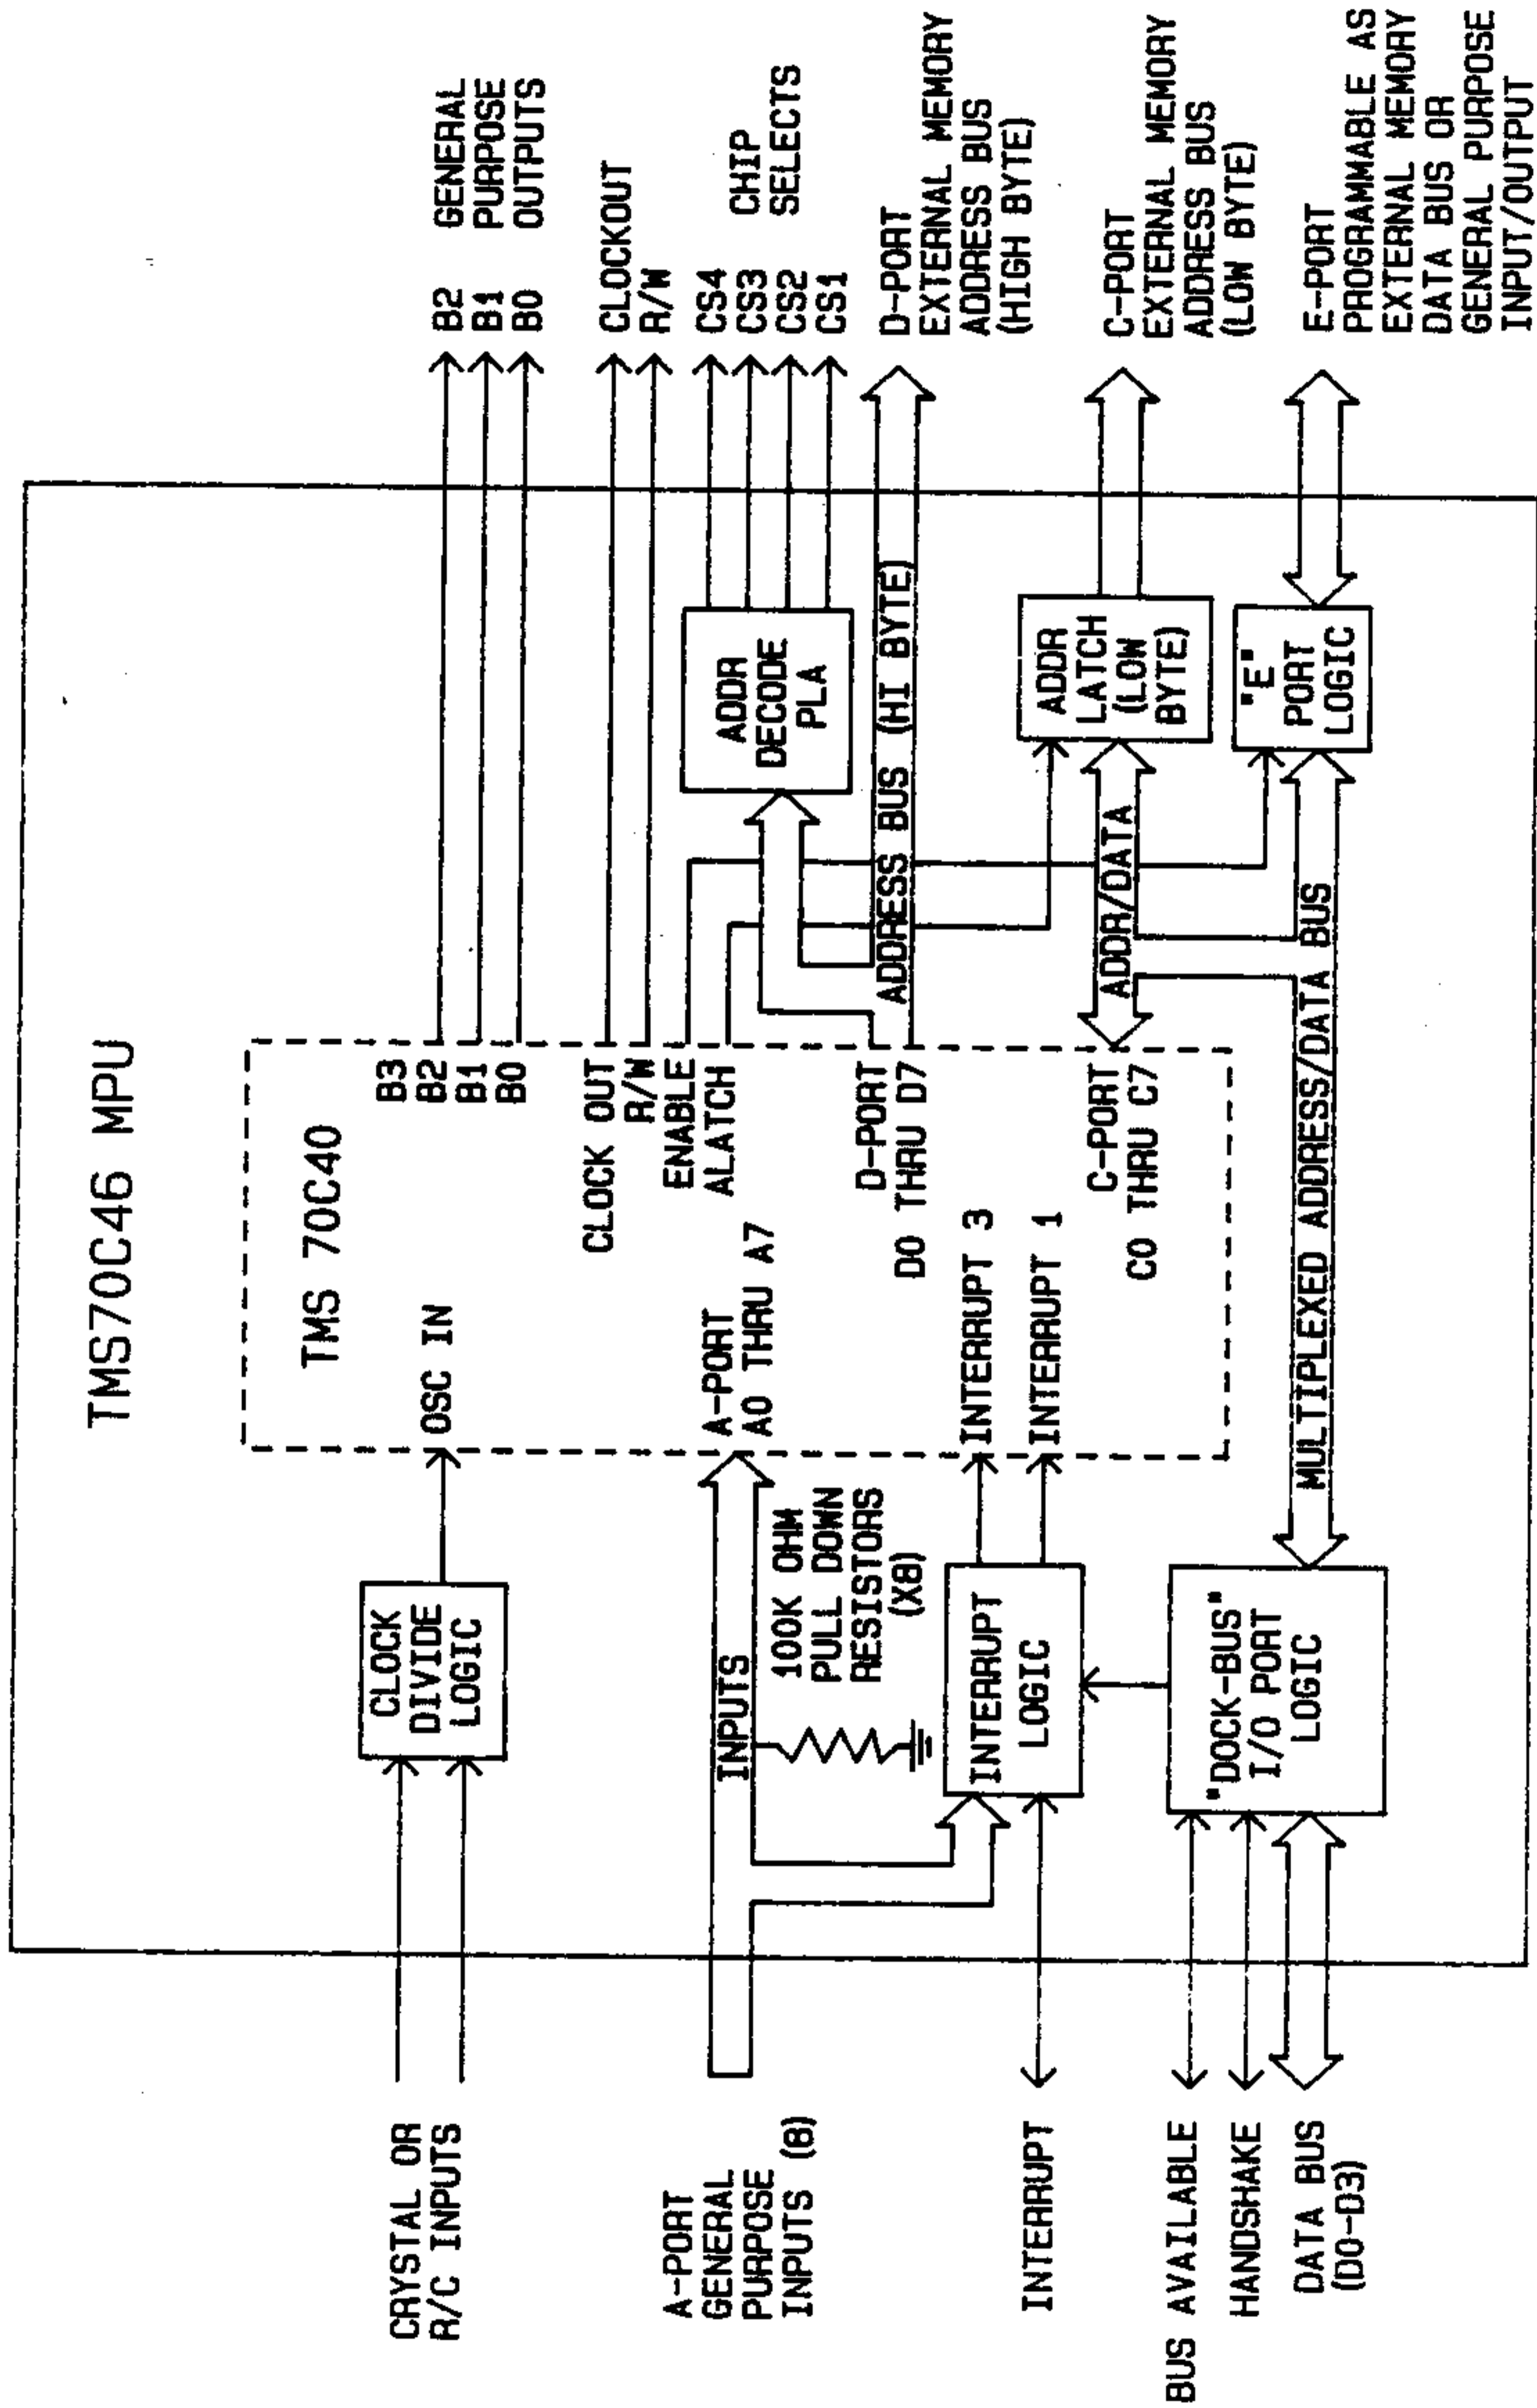 TMS70C46 MPU
TMS 70C40
CRYSTAL OR
R/C INPUTS
CLOCK
DIVIDE
LOGIC
OSC IN
B3
B2
B1
B0
B2 GENERAL
B1 PURPOSE
B0 OUTPUTS
CLOCK OUT
R/W
ENABLE
ALATCH
CLOCKOUT
R/W
A-PORT
GENERAL
PURPOSE
INPUTS (8)
INPUTS
100K OHM
PULL DOWN
RESISTORS
(X8)
A-PORT
A0 THRU A7
ADDR
DECODE
PLA
CS4
CS3 CHIP
CS2 SELECTS
CS1
D-PORT
D0 THRU D7
ADDRESS BUS (HI BYTE)
D-PORT
EXTERNAL MEMORY
ADDRESS BUS
(HIGH BYTE)
INTERRUPT
INTERRUPT
LOGIC
INTERRUPT 3
INTERRUPT 1
C-PORT
C0 THRU C7
ADDR/DATA
ADDR
LATCH
(LOW
BYTE)
C-PORT
EXTERNAL MEMORY
ADDRESS BUS
(LOW BYTE)
BUS AVAILABLE
HANDSHAKE
DATA BUS
(D0-D3)
"DOCK-BUS"
I/O PORT
LOGIC
MULTIPLEXED ADDRESS/DATA BUS
"E"
PORT
LOGIC
E-PORT
PROGRAMMABLE AS
EXTERNAL MEMORY
DATA BUS OR
GENERAL PURPOSE
INPUT/OUTPUT